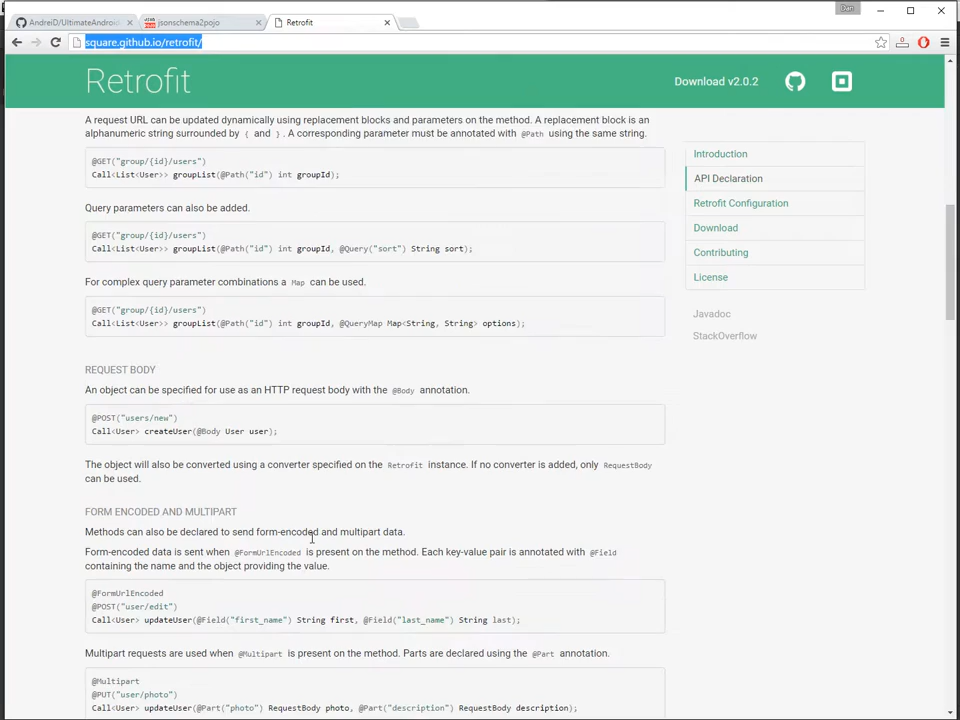 Dan
AndreiD/UltimateAndroid
jsonschema2pojo
Retrofit
square.github.io/retrofit/
Retrofit
Download v2.0.2
A request URL can be updated dynamically using replacement blocks and parameters on the method. A replacement block is an
alphanumeric string surrounded by { and }. A corresponding parameter must be annotated with @Path using the same string.
@GET("group/{id}/users")
Call<List<User>> groupList(@Path("id") int groupId);
Query parameters can also be added.
@GET("group/{id}/users")
Call<List<User>> groupList(@Path("id") int groupId, @Query("sort") String sort);
For complex query parameter combinations a Map can be used.
@GET("group/{id}/users")
Call<List<User>> groupList(@Path("id") int groupId, @QueryMap Map<String, String> options);
REQUEST BODY
An object can be specified for use as an HTTP request body with the @Body annotation.
@POST("users/new")
Call<User> createUser(@Body User user);
The object will also be converted using a converter specified on the Retrofit instance. If no converter is added, only RequestBody
can be used.
FORM ENCODED AND MULTIPART
Methods can also be declared to send form-encoded and multipart data.
Form-encoded data is sent when @FormUrlEncoded is present on the method. Each key-value pair is annotated with @Field
containing the name and the object providing the value.
@FormUrlEncoded
@POST("user/edit")
Call<User> updateUser(@Field("first_name") String first, @Field("last_name") String last);
Multipart requests are used when @Multipart is present on the method. Parts are declared using the @Part annotation.
@Multipart
@PUT("user/photo")
Call<User> updateUser(@Part("photo") RequestBody photo, @Part("description") RequestBody description);
Introduction
API Declaration
Retrofit Configuration
Download
Contributing
License
Javadoc
StackOverflow